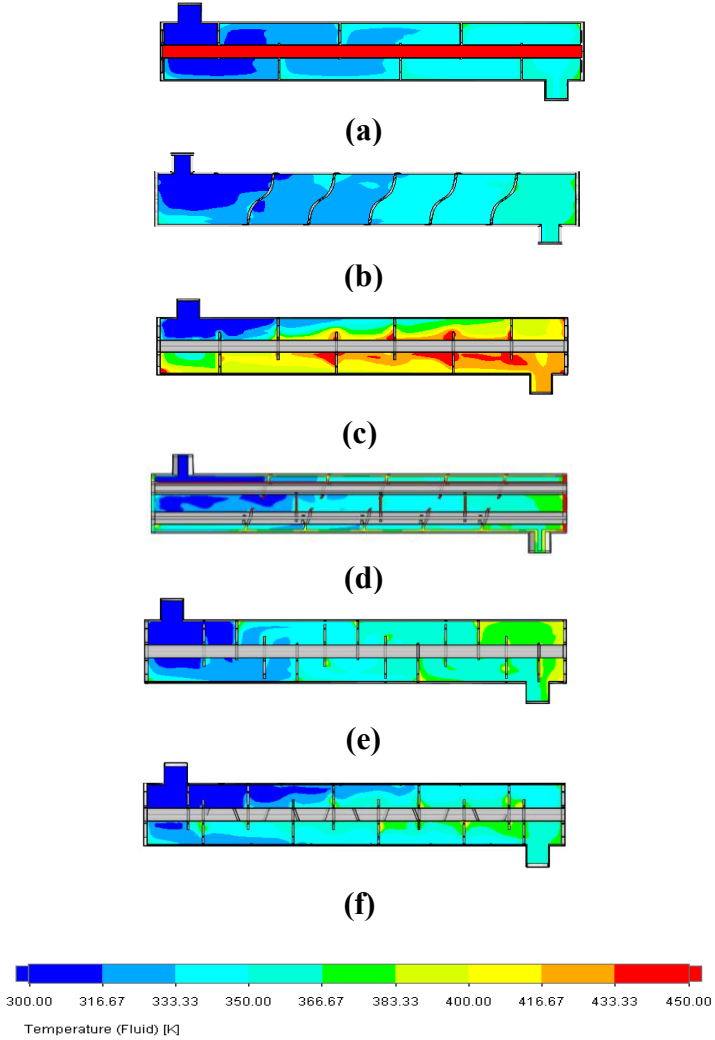 (a)
(b)
(c)
(d)
(e)
(f)
300.00 316.67 333.33 350.00 366.67 383.33 400.00 416.67 433.33 450.00
Temperature (Fluid) [K]